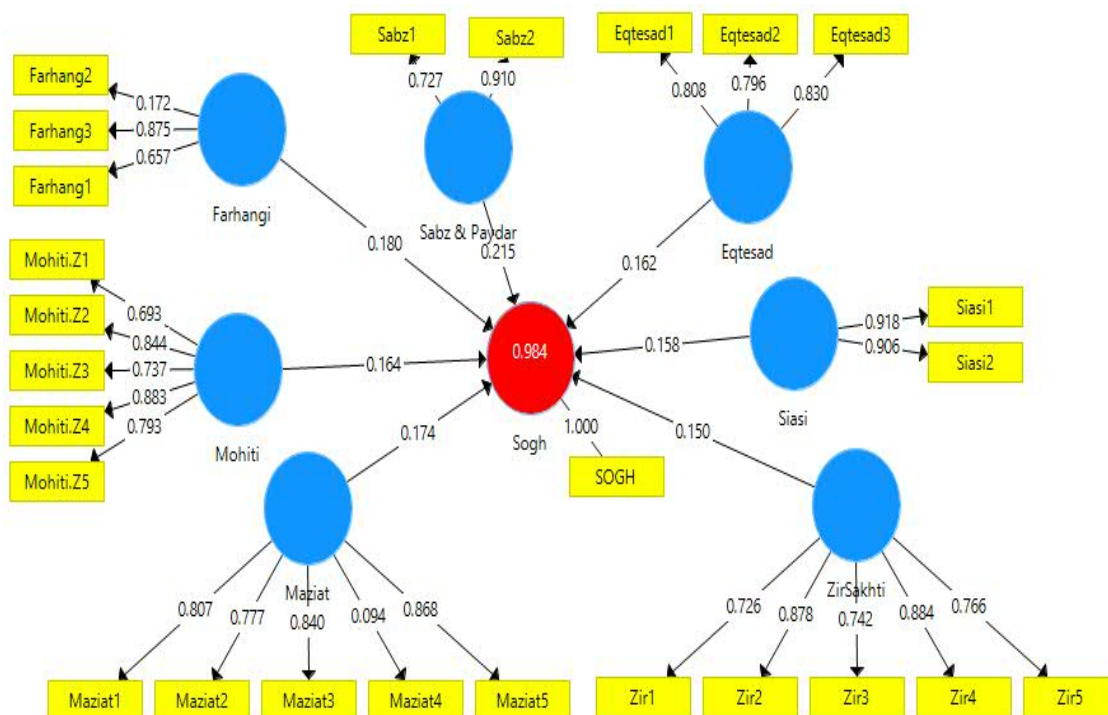 Sabz1
Sabz2
Eqtesad1
Eqtesad2
Eqtesad3
0.727
0.910
0.808
0.796
0.830
Farhang2
Farhang3
Farhang1
0.172
0.875
0.657
Farhangi
Sabz & Paydar
Eqtesad
0.180
0.215
0.162
Mohiti.Z1
Mohiti.Z2
Mohiti.Z3
Mohiti.Z4
Mohiti.Z5
0.693
0.844
0.737
0.883
0.793
Mohiti
0.164
0.984
Sogh
1.000
SOGH
0.158
0.918
0.906
Siasi1
Siasi2
Siasi
0.174
0.150
Maziat
0.807
0.777
0.840
0.094
0.868
Maziat1
Maziat2
Maziat3
Maziat4
Maziat5
ZirSakhti
0.726
0.878
0.742
0.884
0.766
Zir1
Zir2
Zir3
Zir4
Zir5